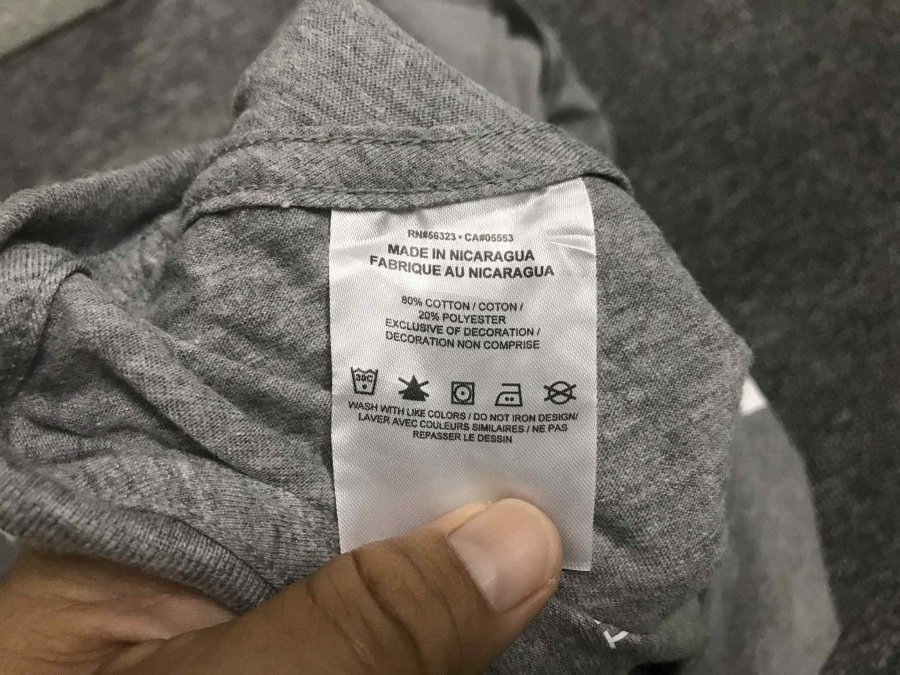 RN#56323 • CA#05553
MADE IN NICARAGUA
FABRIQUE AU NICARAGUA
80% COTTON / COTON /
20% POLYESTER
EXCLUSIVE OF DECORATION /
DECORATION NON COMPRISE
30C
WASH WITH LIKE COLORS / DO NOT IRON DESIGN/
LAVER AVEC COULEURS SIMILAIRES / NE PAS
REPASSER LE DESSIN